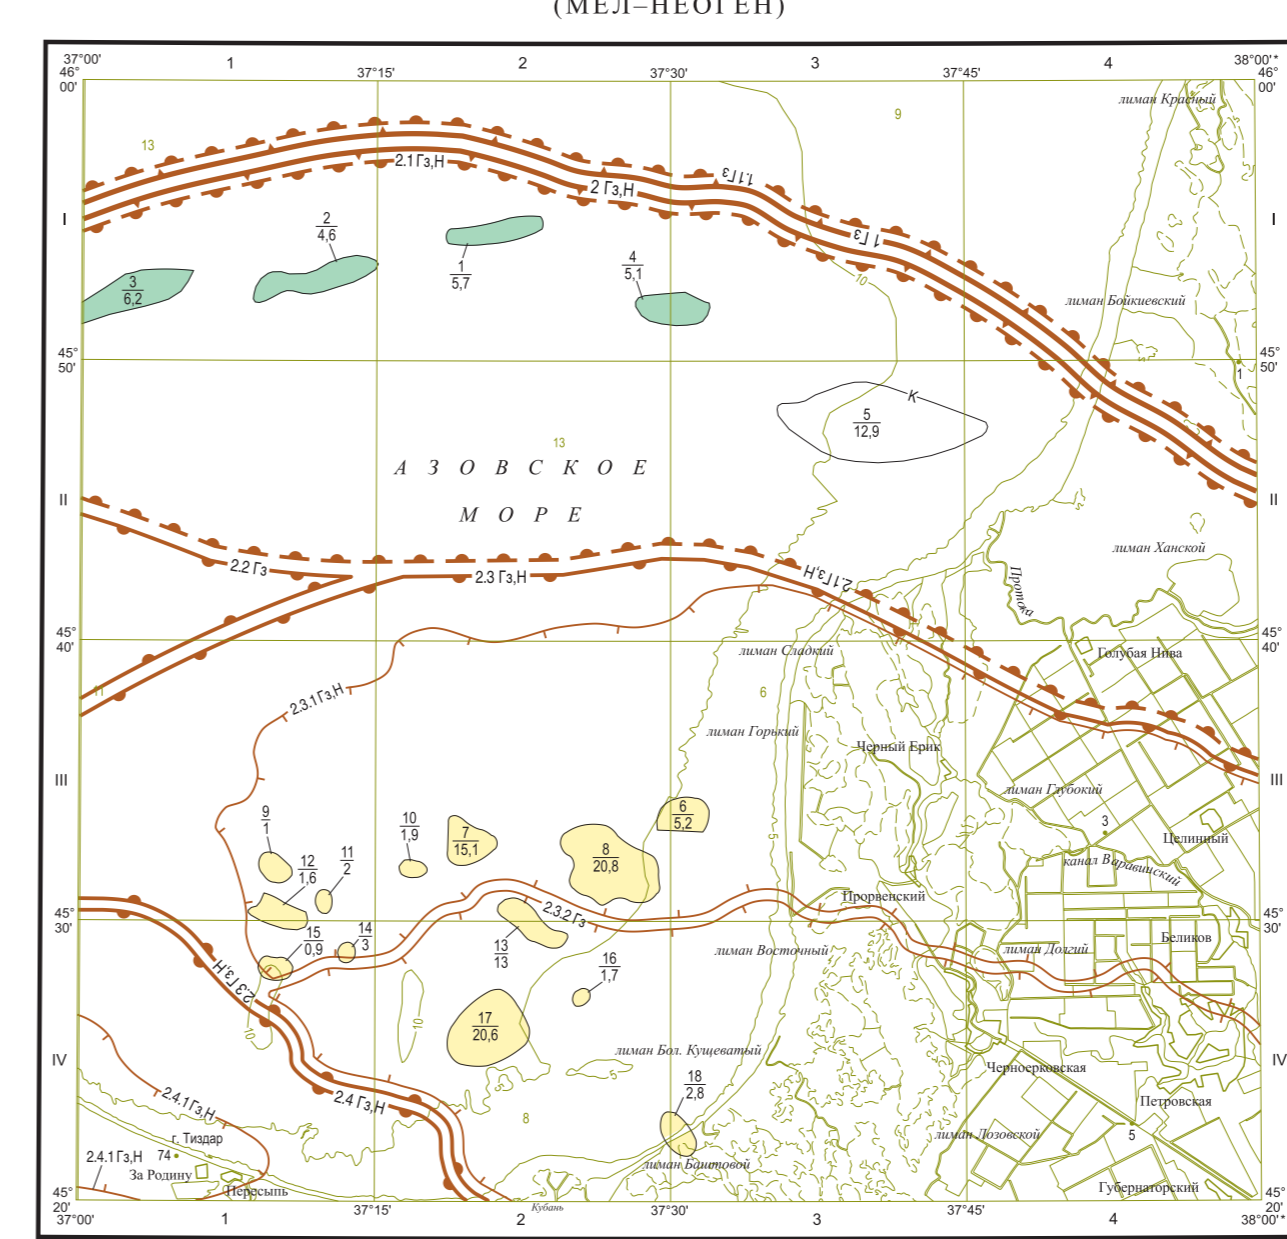 (МЕЛ–НЕОГЕН)
37°00'
1
37°15'
2
37°30'
3
37°45'
4
38°00'*
46°
00'
46°
00'
лиман Красный
13
9
2.1 Гз,Н
2 Гз,Н
1.1 Гз
1 Гз
I
I
2
4,6
1
5,7
3
6,2
4
5,1
10
лиман Бойкиевский
45°
50'
45°
50'
1
К
5
12,9
13
АЗОВСКОЕ
МОРЕ
II
II
2.2 Гз
2.3 Гз,Н
2.1 Гз,Н
лиман Ханской
Протока
45°
40'
45°
40'
лиман Сладкий
Голубая Нива
11
2.3.1 Гз,Н
6
лиман Горький
Черный Ерик
III
III
лиман Глубокий
3
Целинный
9
1
10
1,9
7
15,1
6
5,2
8
20,8
5
12
1,6
11
2
канал Варавинский
Прорвенский
45°
30'
45°
30'
2.3.2 Гз
15
0,9
14
3
13
13
16
1,7
лиман Восточный
лиман Долгий
Беликов
2.3 Гз,Н
10
10
17
20,6
IV
IV
лиман Бол. Кущеватый
5
Черноерковская
18
2,8
2.4 Гз,Н
2.4.1 Гз,Н
8
Петровская
5
г. Тиздар
74
2.4.1 Гз,Н
За Родину
Пересыпь
лиман Лозовской
лиман Баштовой
Губернаторский
Кубань
45°
20'
45°
20'
37°00'
1
37°15'
2
37°30'
3
37°45'
4
38°00'*